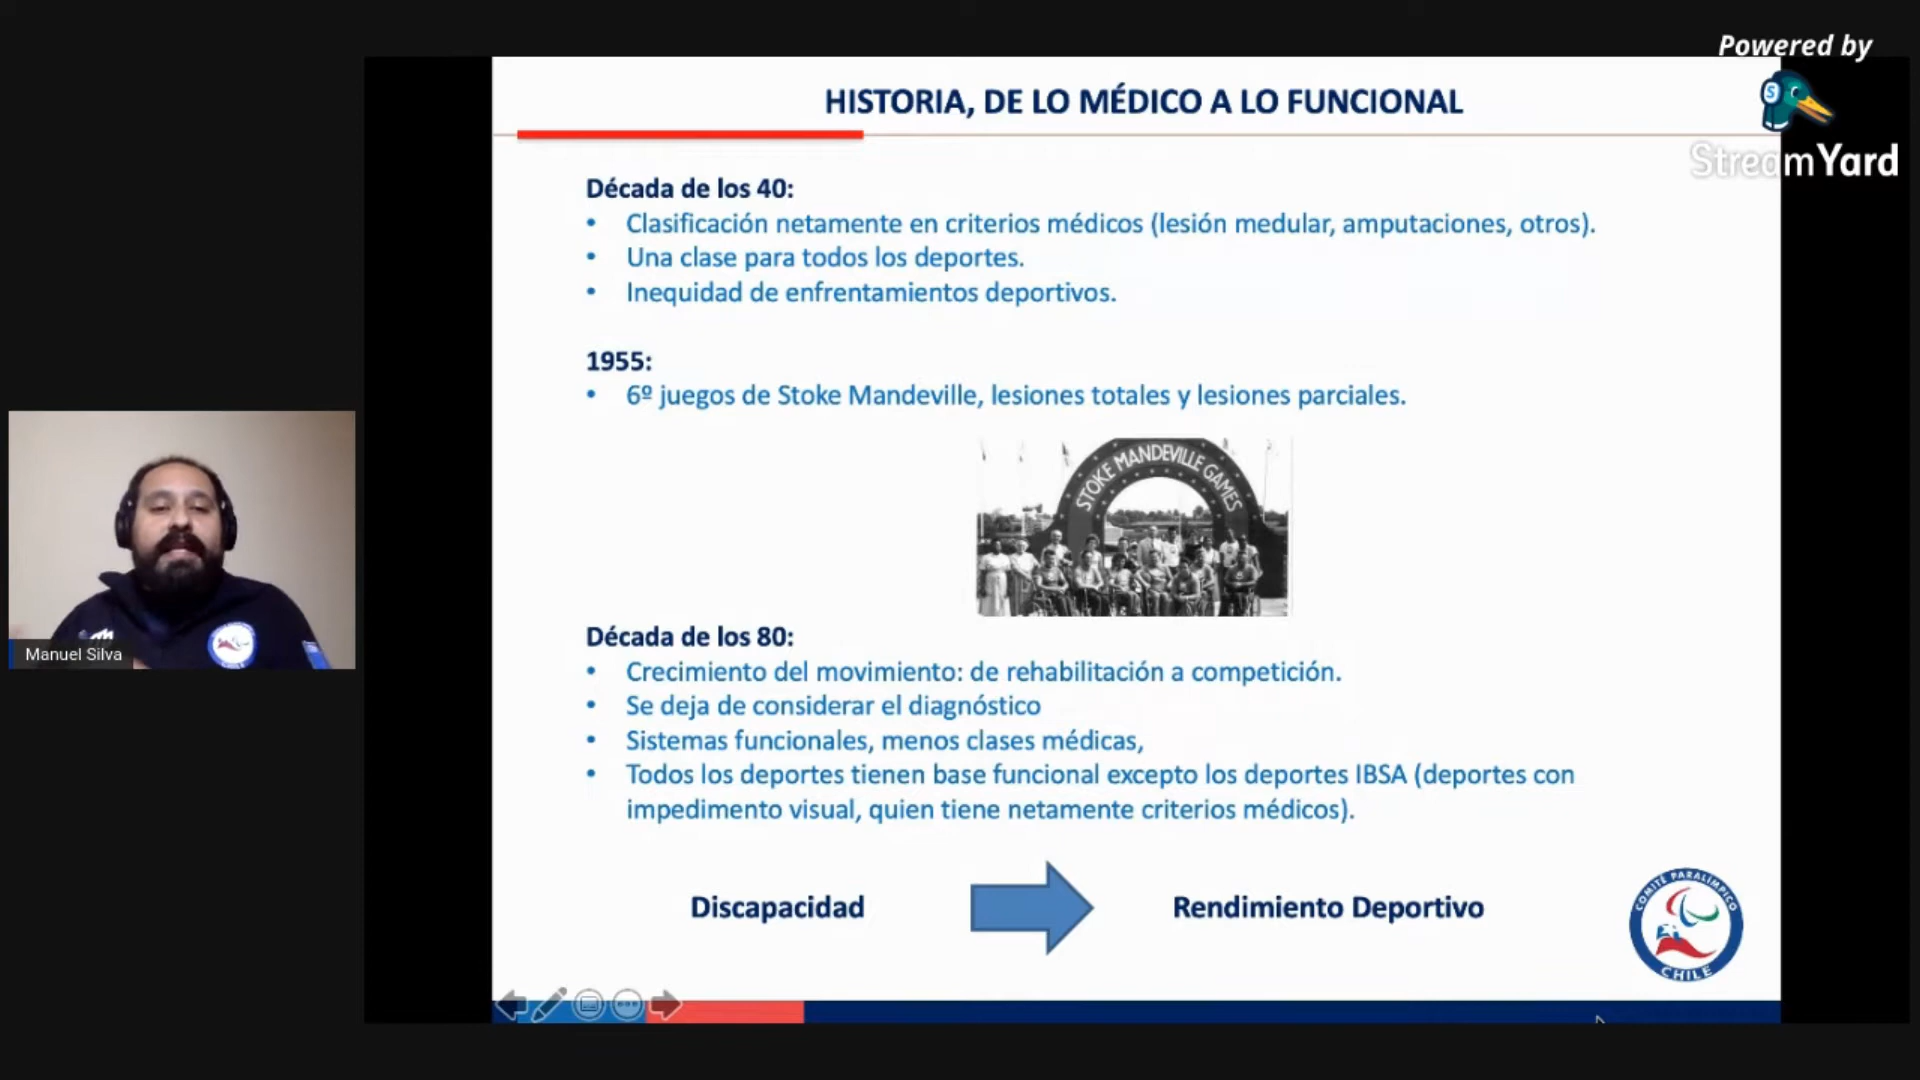 Powered by
StreamYard
HISTORIA, DE LO MÉDICO A LO FUNCIONAL
Década de los 40:
• Clasificación netamente en criterios médicos (lesión medular, amputaciones, otros).
• Una clase para todos los deportes.
• Inequidad de enfrentamientos deportivos.
1955:
• 6º juegos de Stoke Mandeville, lesiones totales y lesiones parciales.
STOKE MANDEVILLE GAMES
Década de los 80:
• Crecimiento del movimiento: de rehabilitación a competición.
• Se deja de considerar el diagnóstico
• Sistemas funcionales, menos clases médicas,
• Todos los deportes tienen base funcional excepto los deportes IBSA (deportes con
impedimento visual, quien tiene netamente criterios médicos).
Discapacidad
Rendimiento Deportivo
COMITÉ PARALÍMPICO
CHILE
Manuel Silva
CHILE